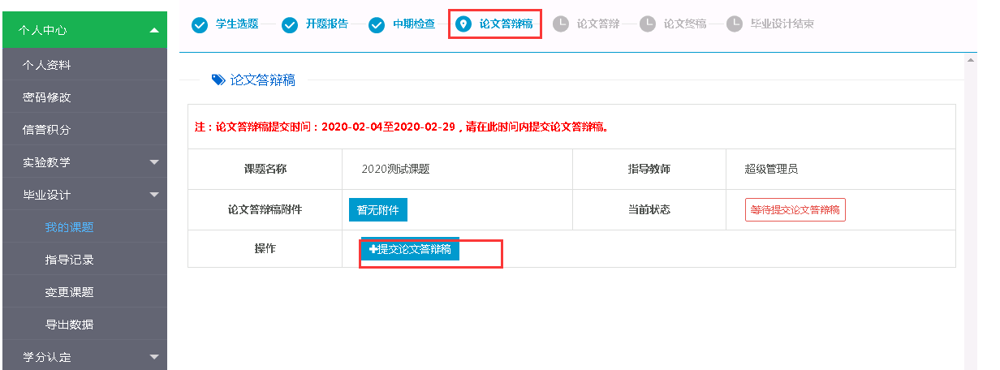 个人中心
个人资料
密码修改
信誉积分
实验教学
毕业设计
我的课题
指导记录
变更课题
导出数据
学分认定
学生选题 开题报告 中期检查 论文答辩稿 论文答辩 论文终稿 毕业设计结束
论文答辩稿
注：论文答辩稿提交时间：2020-02-04至2020-02-29，请在此时间内提交论文答辩稿。
课题名称 2020测试课题 指导教师 超级管理员
论文答辩稿附件 暂无附件 当前状态 等待提交论文答辩稿
操作 +提交论文答辩稿